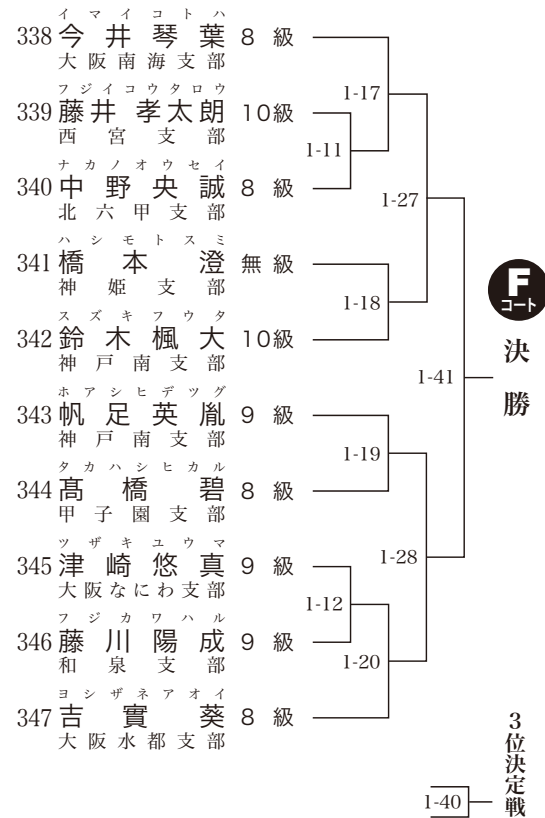 イマイコトハ
338 今井琴葉 8級
大阪南海支部
1-17
フジイコウタロウ
339 藤井 孝太朗 10級
西宮支部
1-11
ナカノオウセイ
340 中野央誠 8級
北六甲支部
1-27
ハシモトスミ
341 橋本澄 無級
神姫支部
1-18
スズキフウタ
342 鈴木楓大 10級
神戸南支部
1-41
F
コート
決勝
ホアシヒデツグ
343 帆足英胤 9級
神戸南支部
1-19
タカハシヒカル
344 髙橋碧 8級
甲子園支部
1-28
ツザキユウマ
345 津崎悠真 9級
大阪なにわ支部
1-12
フジカワハル
346 藤川陽成 9級
和泉支部
1-20
ヨシザネアオイ
347 吉實葵 8級
大阪水都支部
3位決定戦
1-40